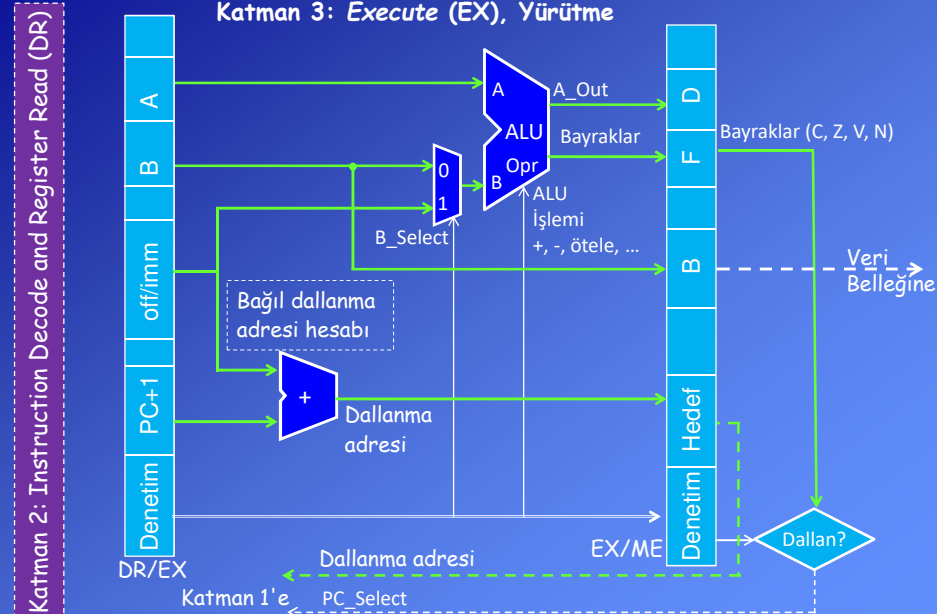 Katman 3: Execute (EX), Yürütme
Katman 2: Instruction Decode and Register Read (DR)
A
B
off/imm
PC+1
Denetim
DR/EX
0
1
B_Select
A
ALU
Opr
B
A_Out
Bayraklar
ALU
İşlemi
+, -, ötele, ...
Bağıl dallanma
adresi hesabı
+
Dallanma
adresi
D
F
B
Hedef
Denetim
EX/ME
Bayraklar (C, Z, V, N)
Veri
Belleğine
Dallan?
Dallanma adresi
Katman 1'e
PC_Select